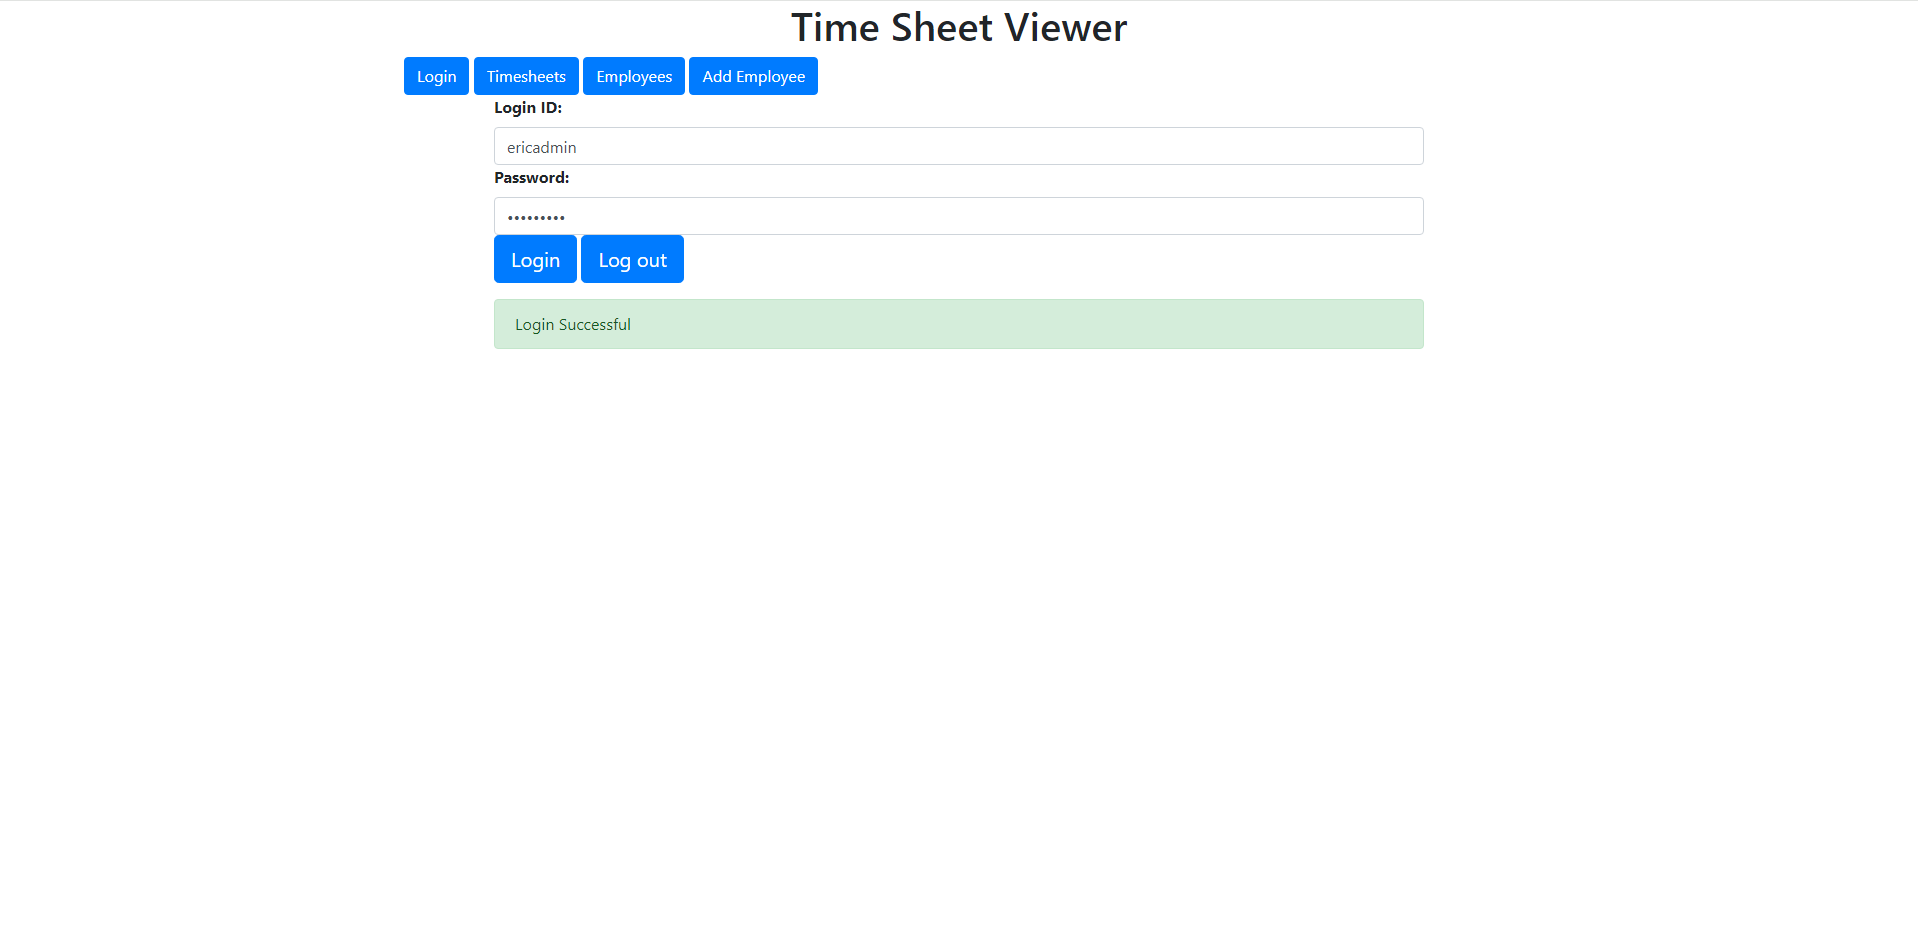 Time Sheet Viewer
Login Timesheets Employees Add Employee
Login ID:
ericadmin
Password:
•••••••••
Login Log out
Login Successful